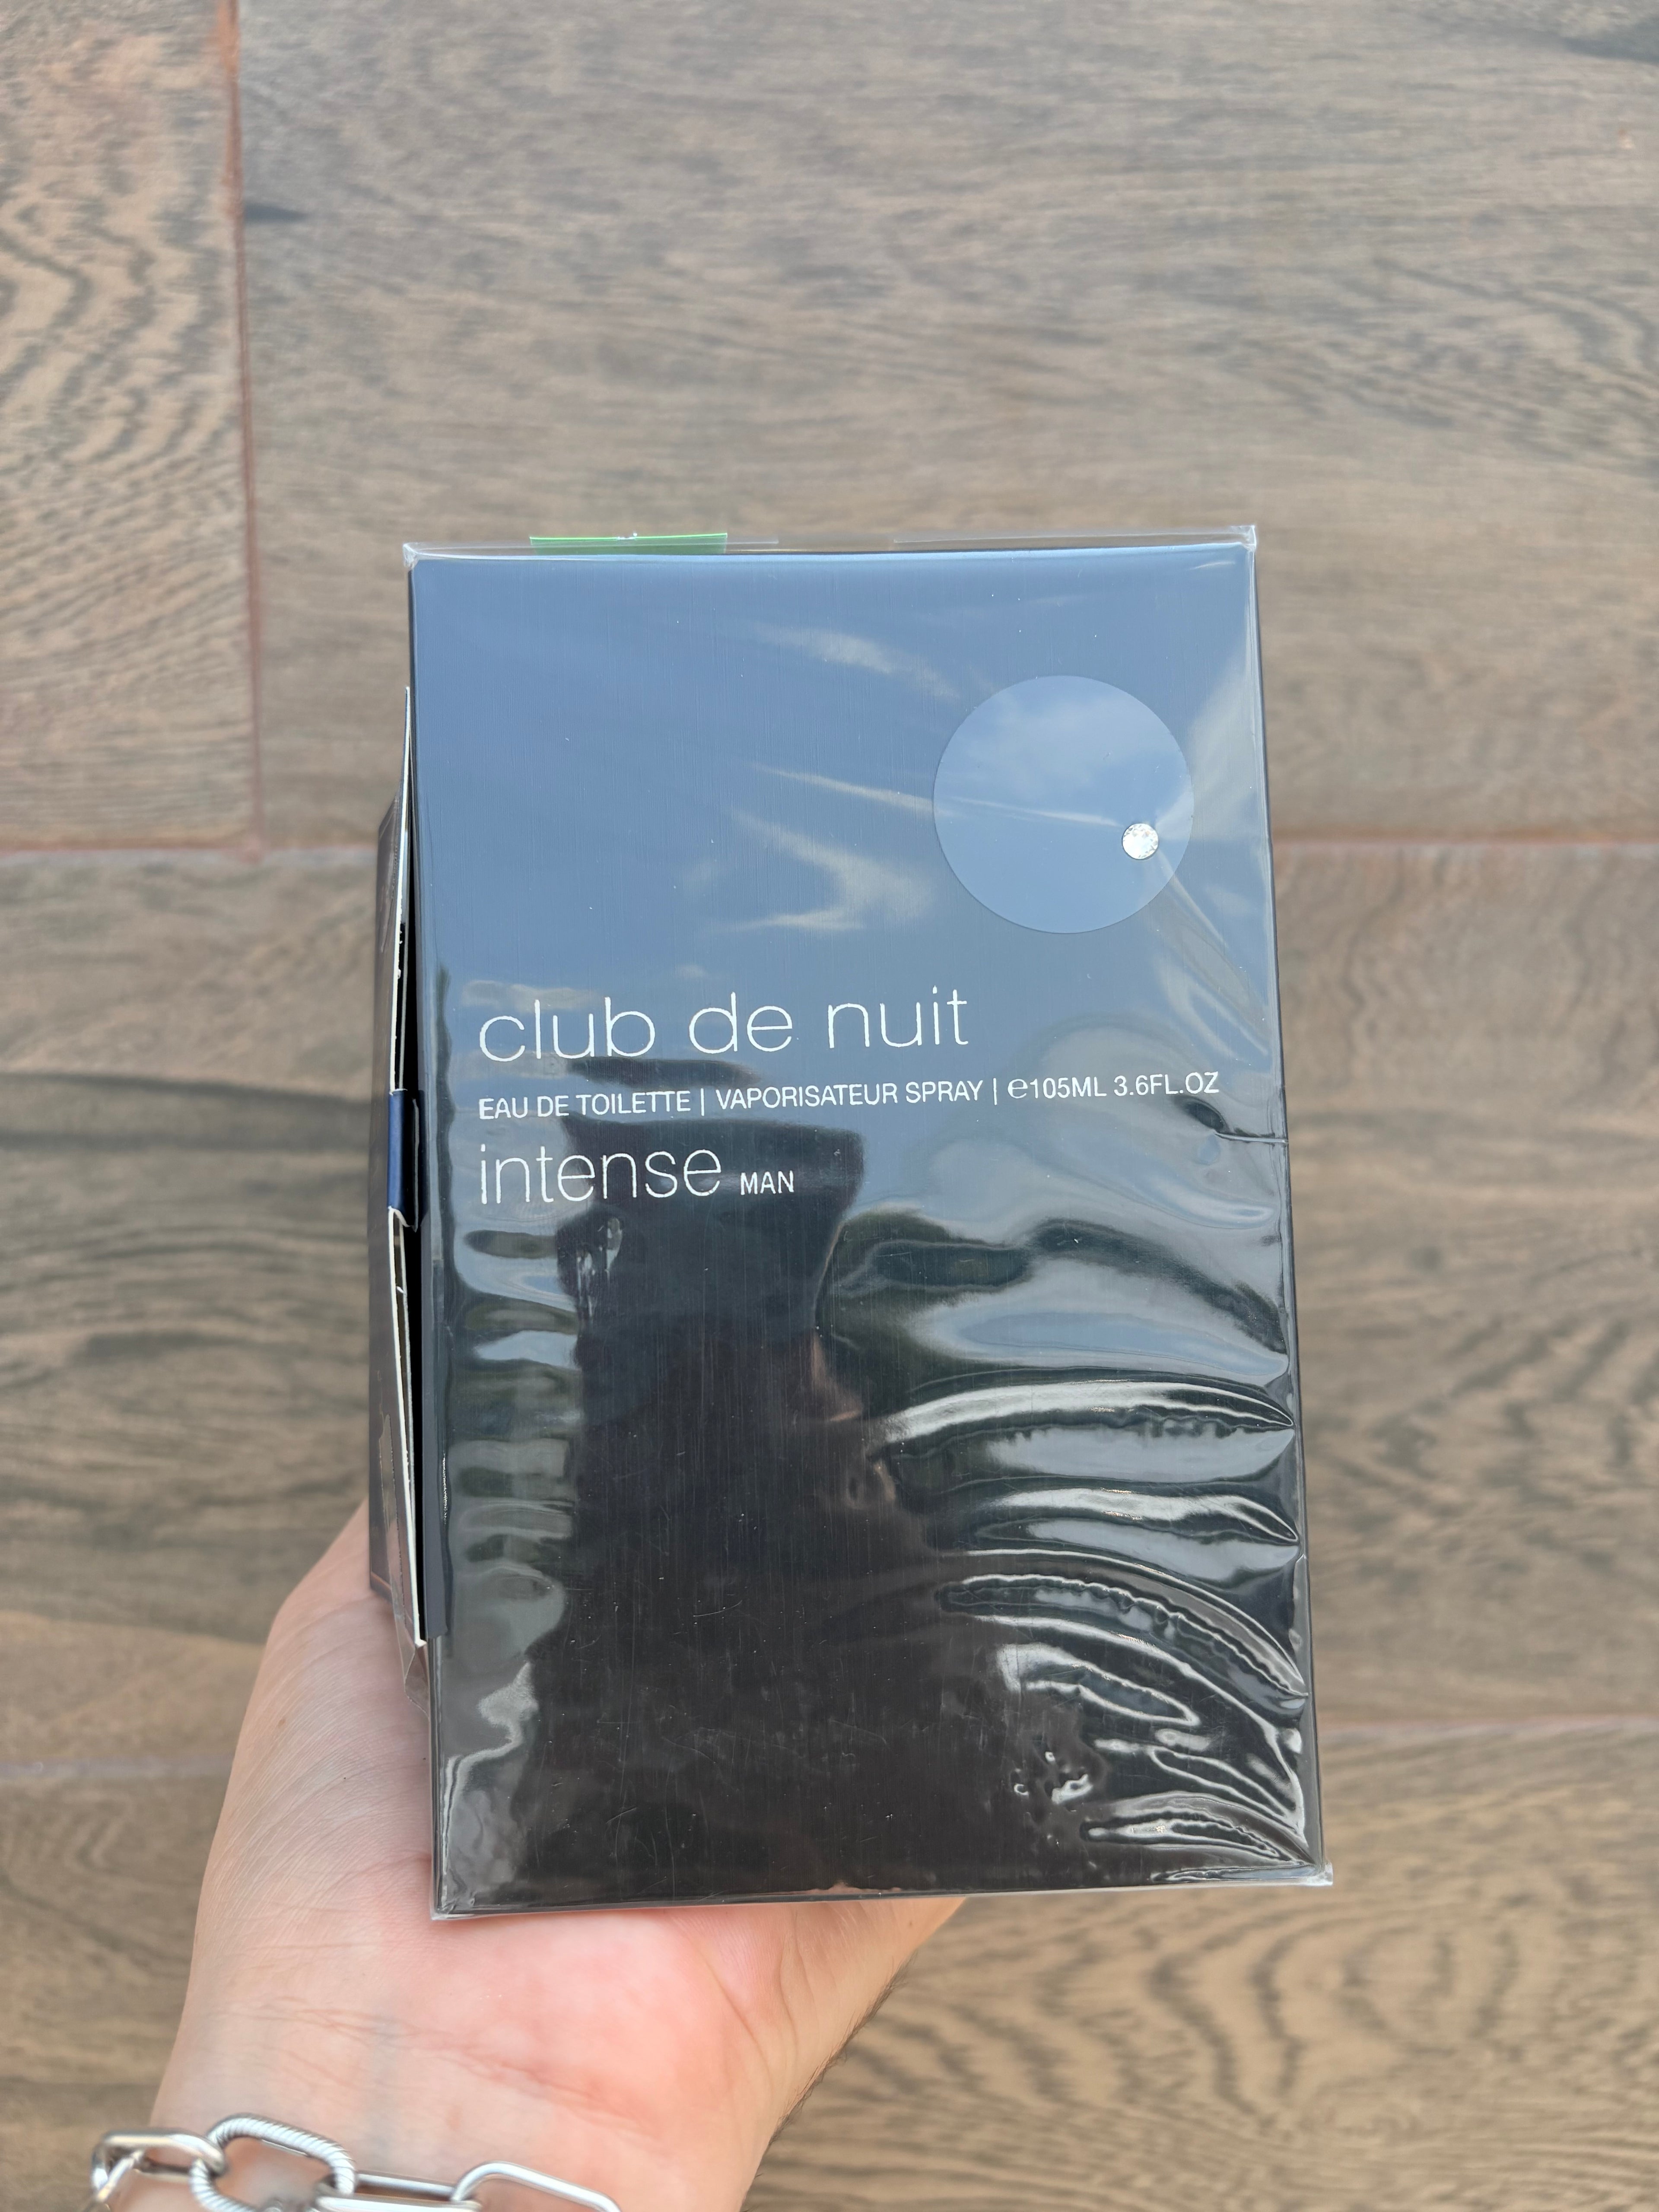 club de nuit
EAU DE TOILETTE | VAPORISATEUR SPRAY | ℮105ML 3.6FL.OZ
intense MAN